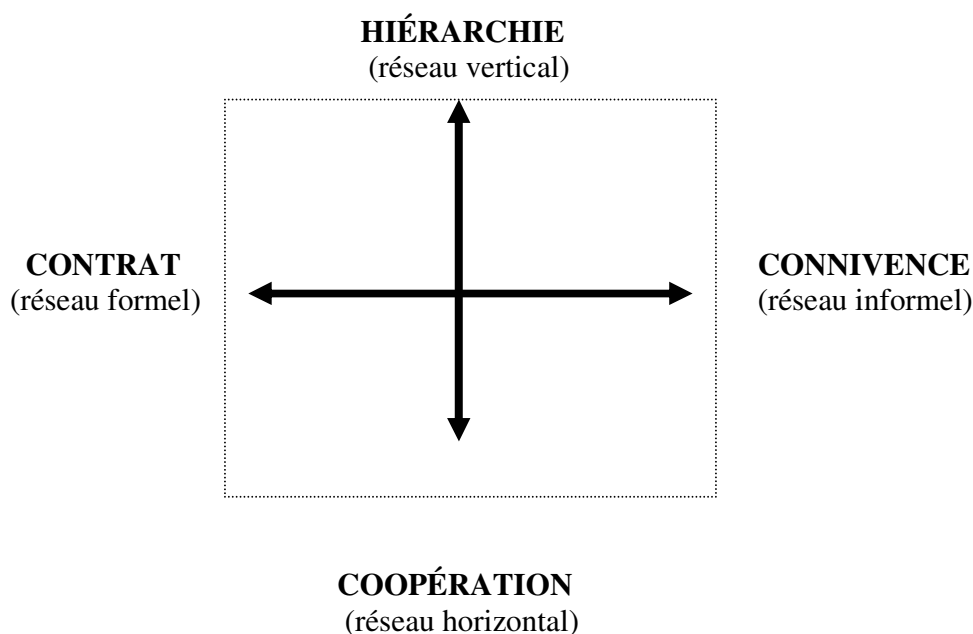 HIÉRARCHIE
(réseau vertical)
CONTRAT
(réseau formel)
CONNIVENCE
(réseau informel)
COOPÉRATION
(réseau horizontal)